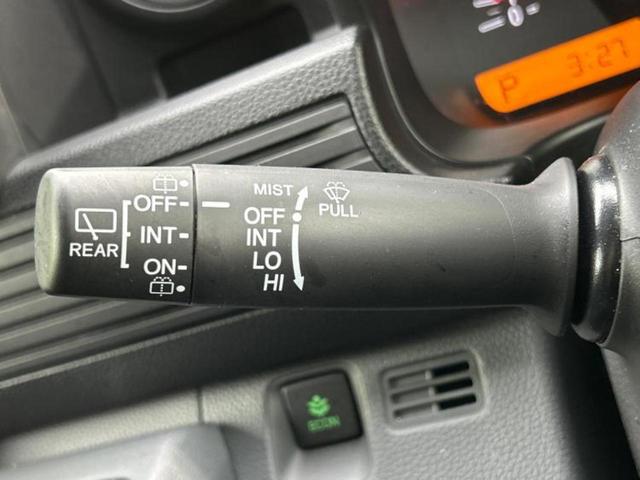 P 3:27
OFF
REAR
INT
ON
MIST
OFF
INT
LO
HI
PULL
ECON